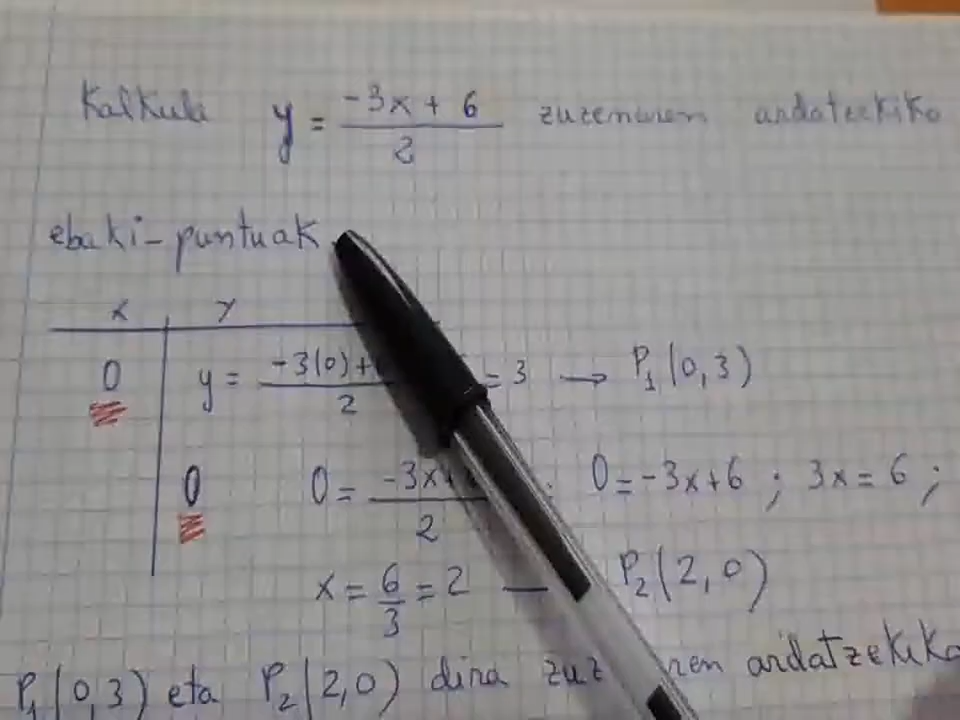 Kalkula y = -3x + 6 / 2 zuzenaren ardatzekiko
ebaki-puntuak
x y
0 y = -3(0)+ / 2 = 3 → P₁(0,3)
0 0 = -3x+ / 2 ; 0 = -3x+6 ; 3x = 6 ;
x = 6/3 = 2 — P₂(2,0)
P₁(0,3) eta P₂(2,0) dira ardatzekiko